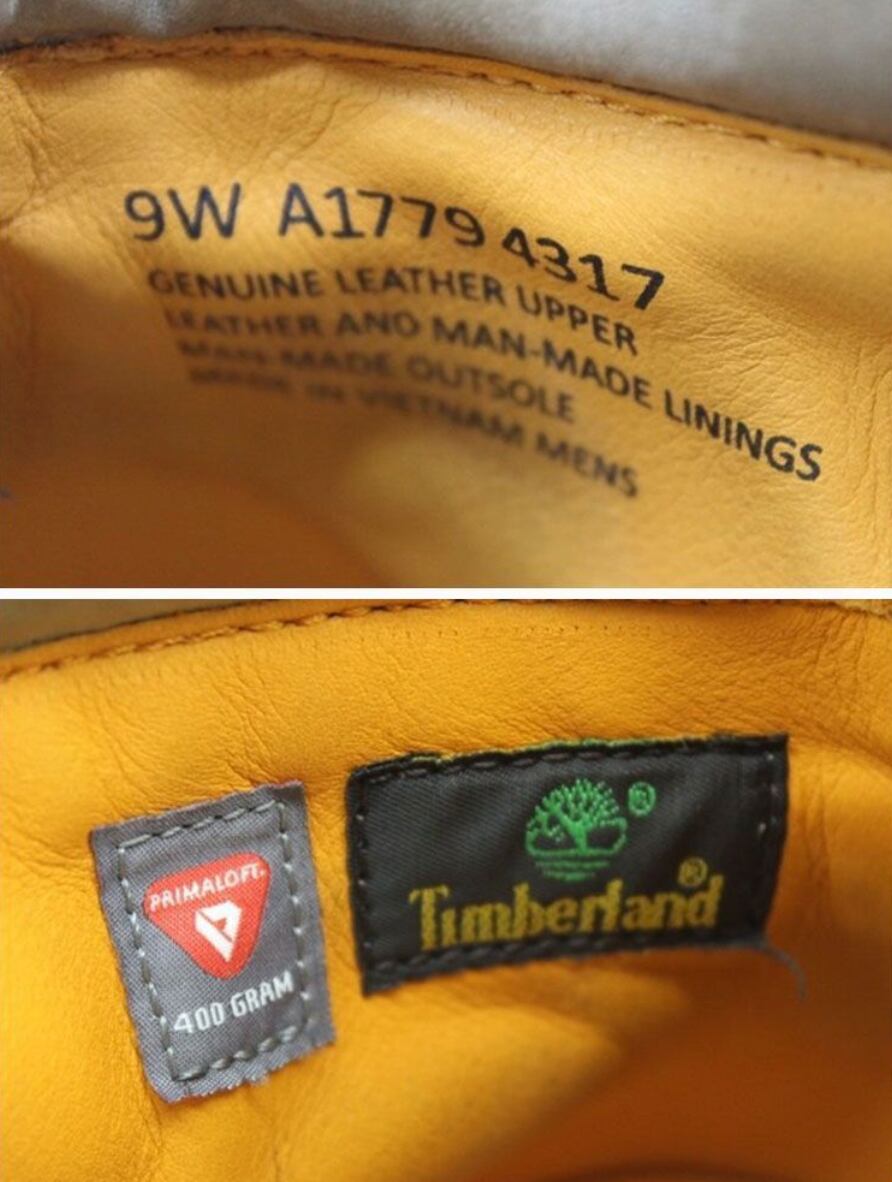 9W A1779 4317
GENUINE LEATHER UPPER
LEATHER AND MAN-MADE LININGS
MAN-MADE OUTSOLE
MADE IN VIETNAM MENS
PRIMALOFT®
400 GRAM
®
Timberland®